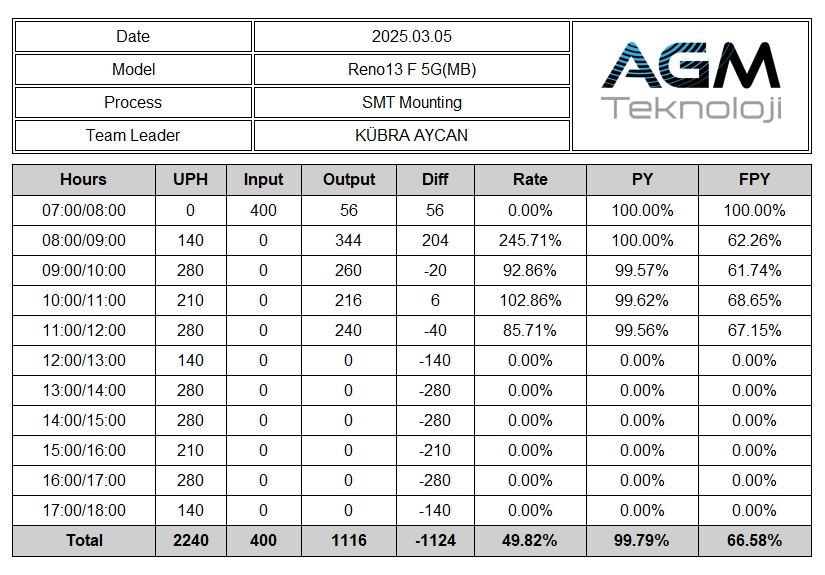 Date 2025.03.05
Model Reno13 F 5G(MB)
Process SMT Mounting
Team Leader KÜBRA AYCAN
AGM
Teknoloji
Hours UPH Input Output Diff Rate PY FPY
07:00/08:00 0 400 56 56 0.00% 100.00% 100.00%
08:00/09:00 140 0 344 204 245.71% 100.00% 62.26%
09:00/10:00 280 0 260 -20 92.86% 99.57% 61.74%
10:00/11:00 210 0 216 6 102.86% 99.62% 68.65%
11:00/12:00 280 0 240 -40 85.71% 99.56% 67.15%
12:00/13:00 140 0 0 -140 0.00% 0.00% 0.00%
13:00/14:00 280 0 0 -280 0.00% 0.00% 0.00%
14:00/15:00 280 0 0 -280 0.00% 0.00% 0.00%
15:00/16:00 210 0 0 -210 0.00% 0.00% 0.00%
16:00/17:00 280 0 0 -280 0.00% 0.00% 0.00%
17:00/18:00 140 0 0 -140 0.00% 0.00% 0.00%
Total 2240 400 1116 -1124 49.82% 99.79% 66.58%